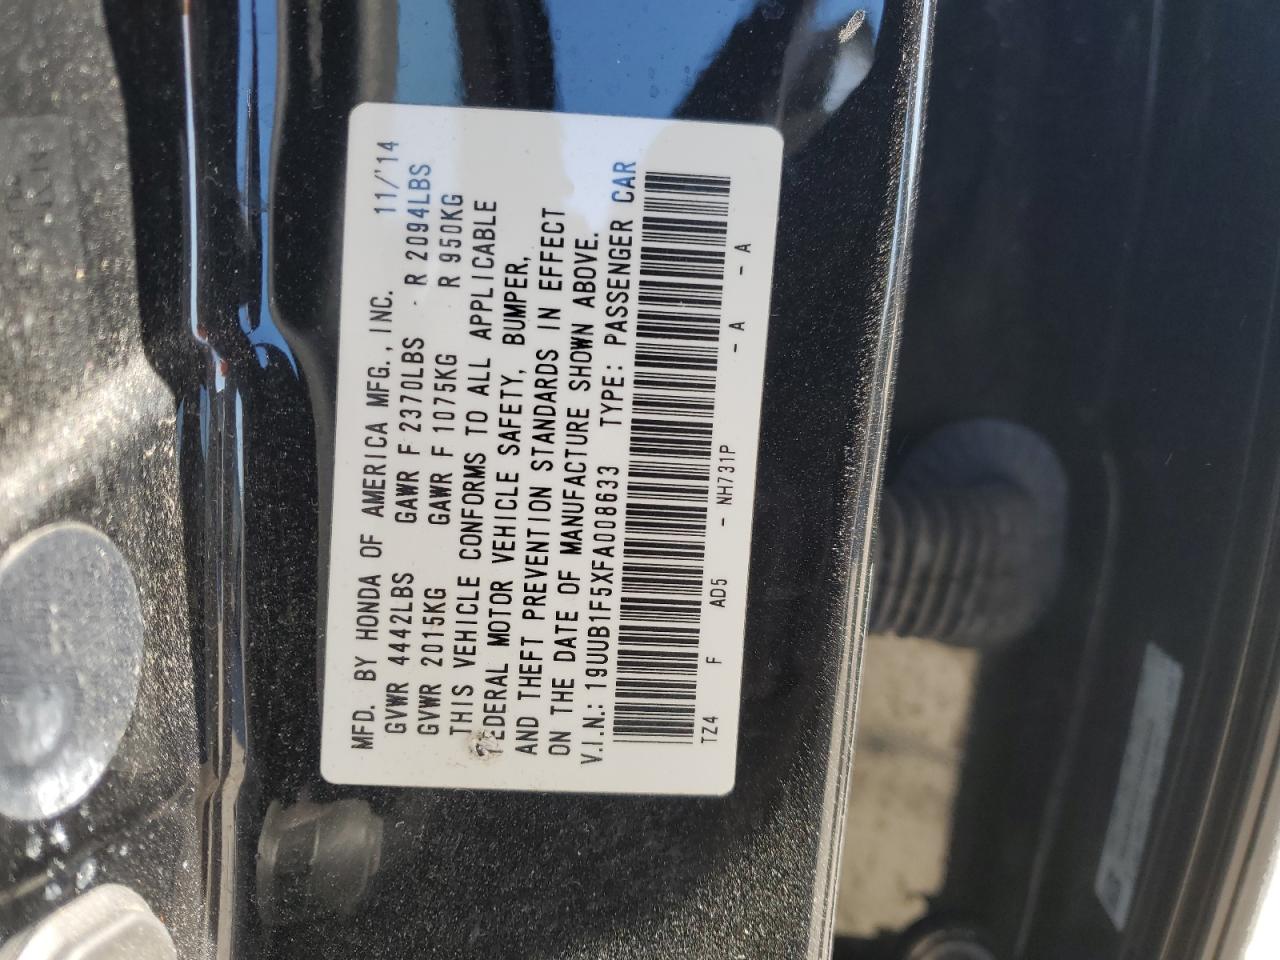 MFD. BY HONDA OF AMERICA MFG.,INC. 11/'14
GVWR 4442LBS GAWR F 2370LBS R 2094LBS
GVWR 2015KG GAWR F 1075KG R 950KG
THIS VEHICLE CONFORMS TO ALL APPLICABLE
FEDERAL MOTOR VEHICLE SAFETY, BUMPER,
AND THEFT PREVENTION STANDARDS IN EFFECT
ON THE DATE OF MANUFACTURE SHOWN ABOVE.
V.I.N.: 19UUB1F5XFA008633 TYPE: PASSENGER CAR
TZ4 F AD5 - NH731P - A - A